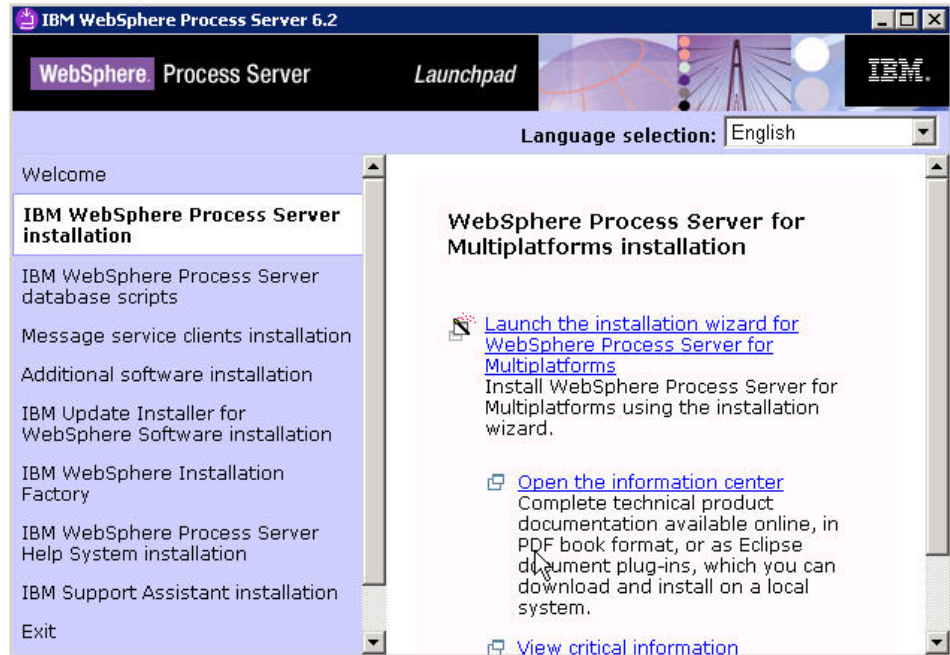 IBM WebSphere Process Server 6.2
WebSphere. Process Server
Launchpad
IBM.
Language selection: English
Welcome
IBM WebSphere Process Server
installation
IBM WebSphere Process Server
database scripts
Message service clients installation
Additional software installation
IBM Update Installer for
WebSphere Software installation
IBM WebSphere Installation
Factory
IBM WebSphere Process Server
Help System installation
IBM Support Assistant installation
Exit
WebSphere Process Server for
Multiplatforms installation
Launch the installation wizard for
WebSphere Process Server for
Multiplatforms
Install WebSphere Process Server for
Multiplatforms using the installation
wizard.
Open the information center
Complete technical product
documentation available online, in
PDF book format, or as Eclipse
document plug-ins, which you can
download and install on a local
system.
View critical information